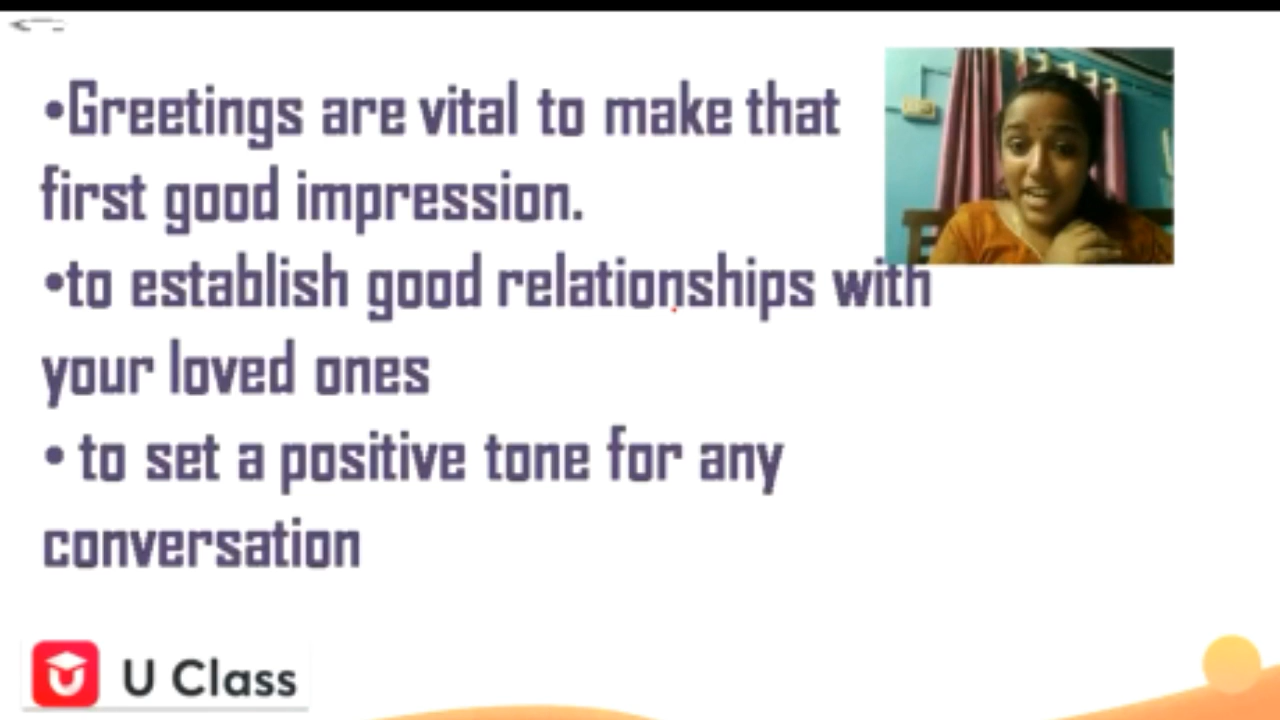 •Greetings are vital to make that
first good impression.
•to establish good relationships with
your loved ones
• to set a positive tone for any
conversation
U Class